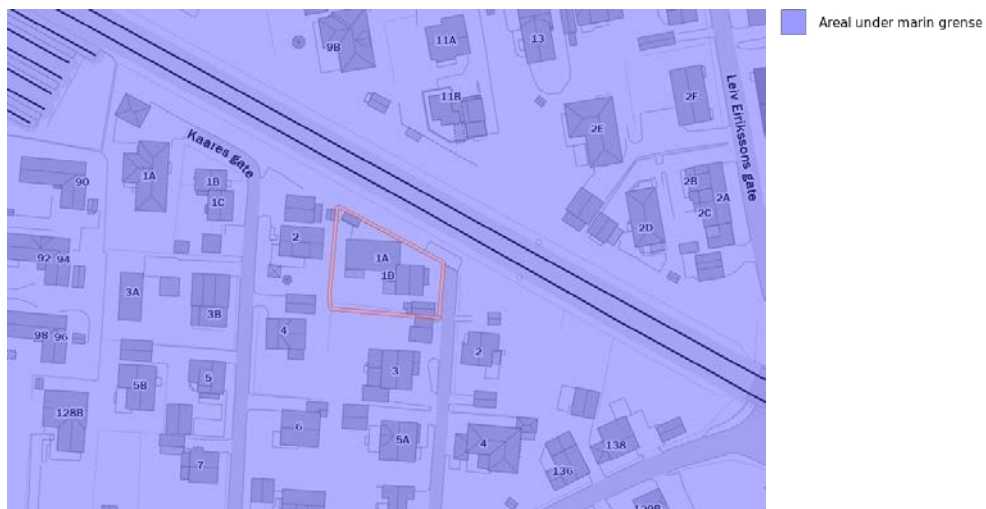 Areal under marin grense
9B
11A
13
11B
2F
2E
Leiv Eirikssons gate
Kaares gate
90
1A
1B
1C
2B
2A
2C
2D
2
1A
1B
92
94
3A
3B
4
98
96
2
5B
5
3
128B
6
5A
4
138
7
136